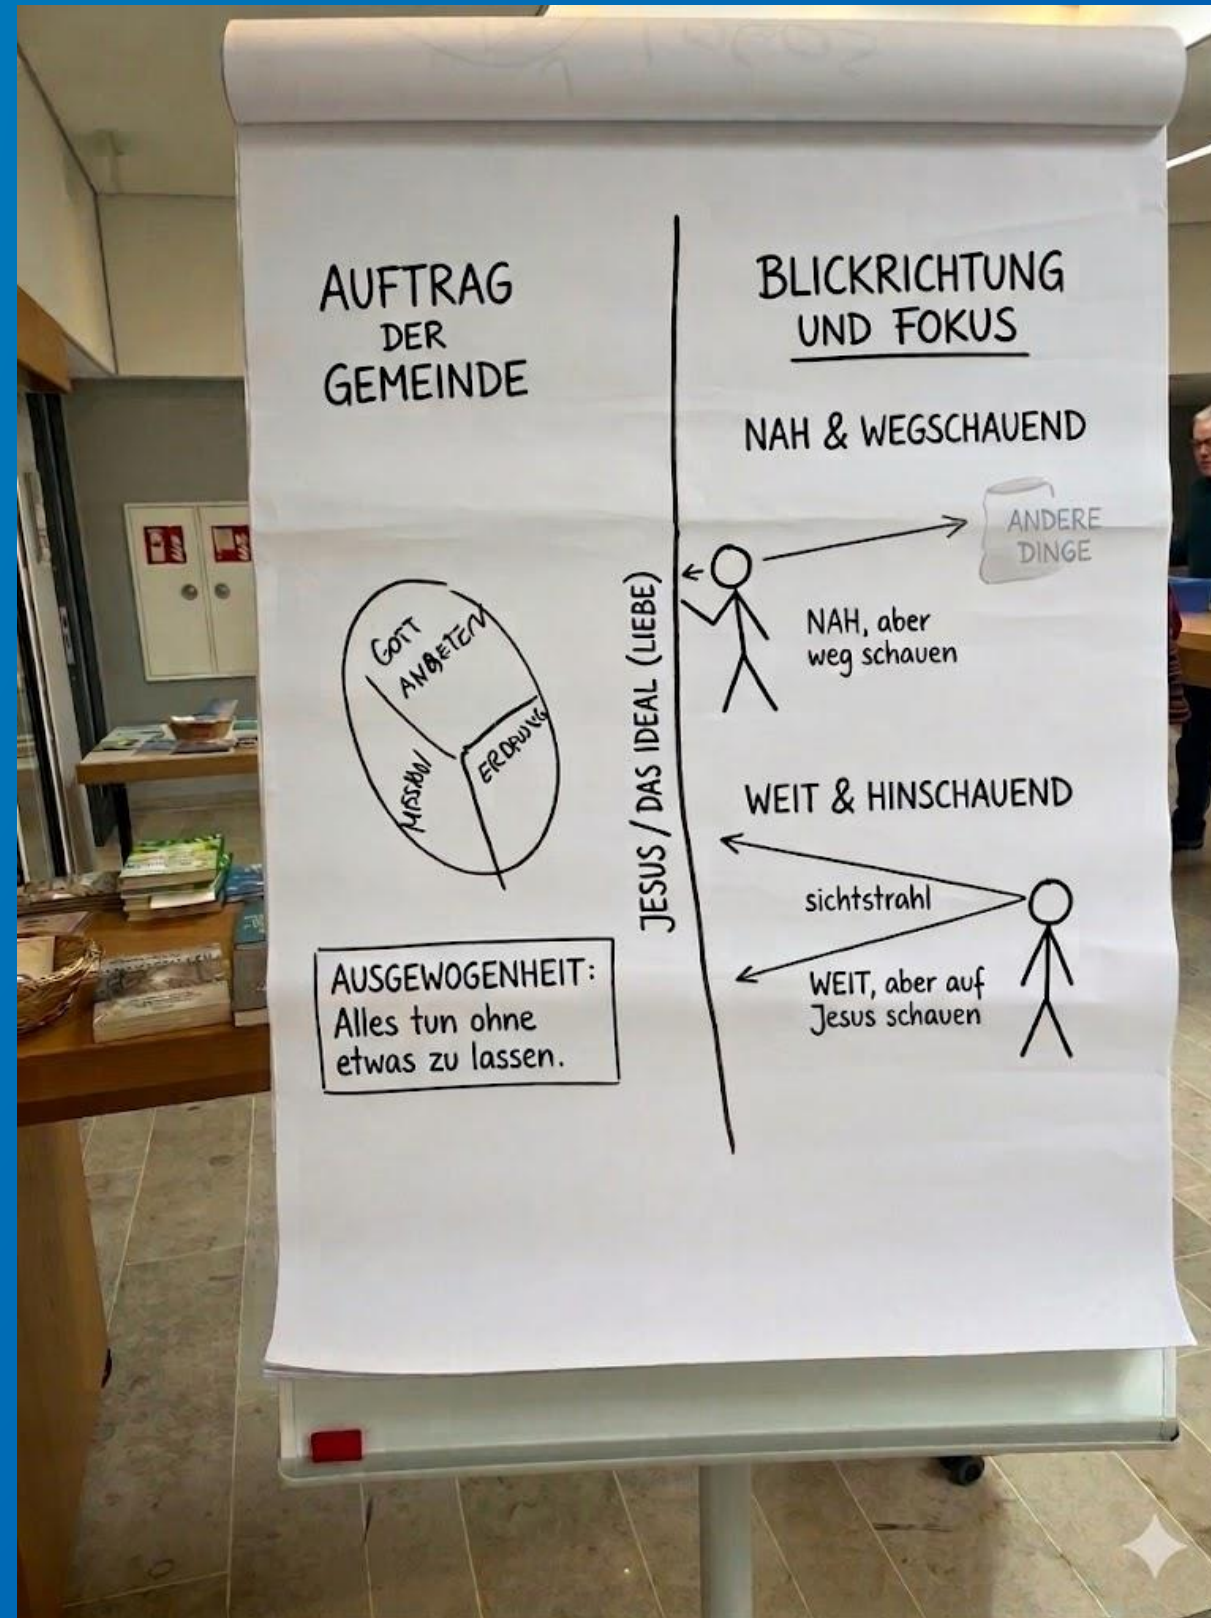 AUFTRAG
DER
GEMEINDE
GOTT
ANBETEN
MISSION
AUSGEWOGENHEIT:
Alles tun ohne
etwas zu lassen.
JESUS / DAS IDEAL (LIEBE)
BLICKRICHTUNG
UND FOKUS
NAH & WEGSCHAUEND
ANDERE
DINGE
NAH, aber
weg schauen
WEIT & HINSCHAUEND
sichtstrahl
WEIT, aber auf
Jesus schauen